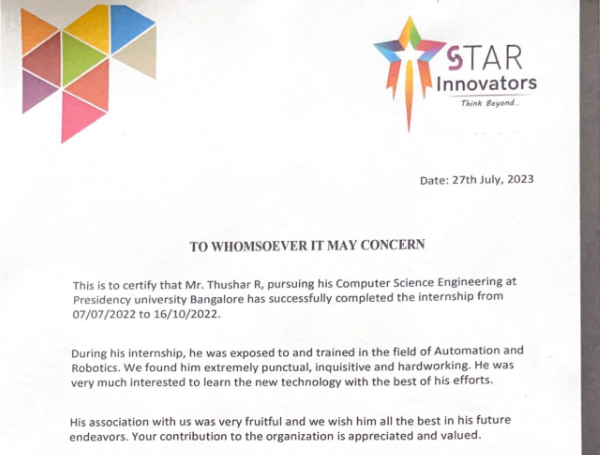 STAR
Innovators
Think Beyond...
Date: 27th July, 2023
TO WHOMSOEVER IT MAY CONCERN
This is to certify that Mr. Thushar R, pursuing his Computer Science Engineering at
Presidency university Bangalore has successfully completed the internship from
07/07/2022 to 16/10/2022.
During his internship, he was exposed to and trained in the field of Automation and
Robotics. We found him extremely punctual, inquisitive and hardworking. He was
very much interested to learn the new technology with the best of his efforts.
His association with us was very fruitful and we wish him all the best in his future
endeavors. Your contribution to the organization is appreciated and valued.